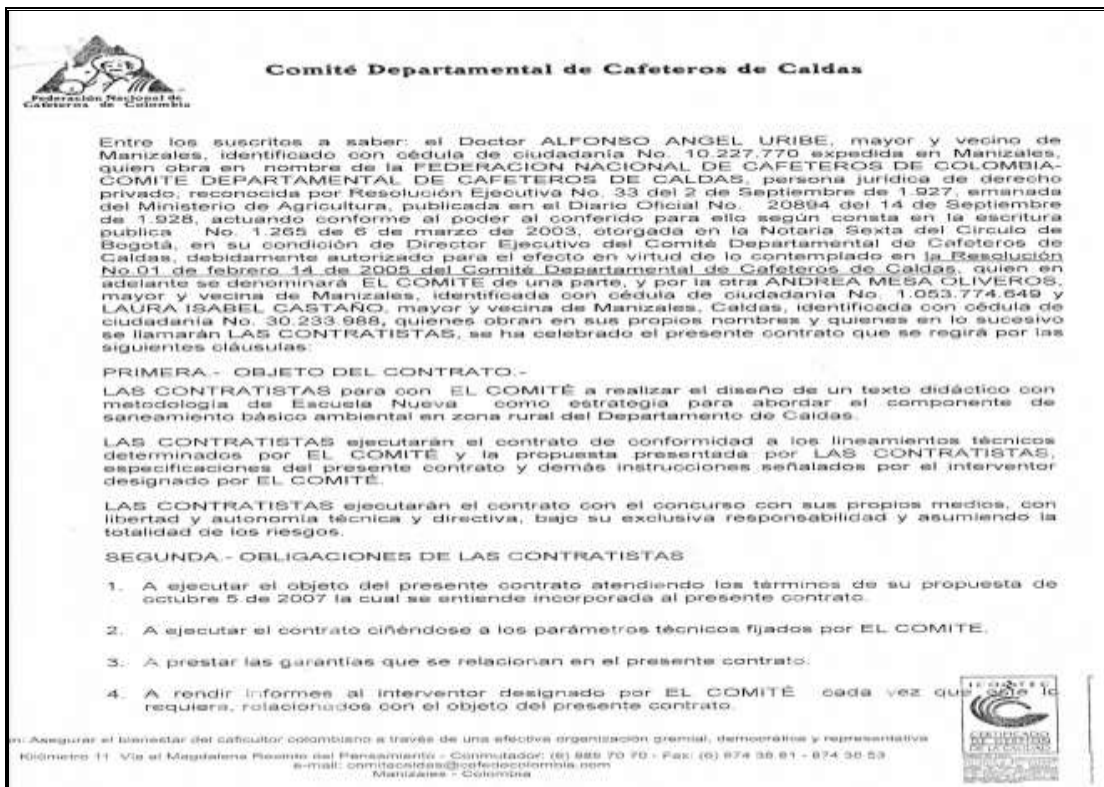 Comité Departamental de Cafeteros de Caldas
Federación Nacional de
Cafeteros de Colombia
Entre los suscritos a saber: el Doctor ALFONSO ANGEL URIBE, mayor y vecino de
Manizales, identificado con cédula de ciudadanía No. 10.227.770 expedida en Manizales,
quien obra en nombre de la FEDERACION NACIONAL DE CAFETEROS DE COLOMBIA-
COMITE DEPARTAMENTAL DE CAFETEROS DE CALDAS, persona jurídica de derecho
privado, reconocida por Resolución Ejecutiva No. 33 del 2 de Septiembre de 1.927, emanada
del Ministerio de Agricultura, publicada en el Diario Oficial No. 20894 del 14 de Septiembre
de 1.928, actuando conforme al poder al conferido para ello según consta en la escritura
publica No. 1.265 de 6 de marzo de 2003, otorgada en la Notaria Sexta del Circulo de
Bogotá, en su condición de Director Ejecutivo del Comité Departamental de Cafeteros de
Caldas, debidamente autorizado para el efecto en virtud de lo contemplado en la Resolución
No.01 de febrero 14 de 2005 del Comité Departamental de Cafeteros de Caldas, quien en
adelante se denominará EL COMITE de una parte, y por la otra ANDREA MESA OLIVEROS,
mayor y vecina de Manizales, identificada con cédula de ciudadanía No. 1.053.774.649 y
LAURA ISABEL CASTAÑO, mayor y vecina de Manizales, Caldas, identificada con cédula de
ciudadanía No. 30.233.988, quienes obran en sus propios nombres y quienes en lo sucesivo
se llamarán LAS CONTRATISTAS, se ha celebrado el presente contrato que se regirá por las
siguientes cláusulas:
PRIMERA.- OBJETO DEL CONTRATO.-
LAS CONTRATISTAS para con EL COMITÉ a realizar el diseño de un texto didáctico con
metodología de Escuela Nueva como estrategia para abordar el componente de
saneamiento básico ambiental en zona rural del Departamento de Caldas.
LAS CONTRATISTAS ejecutarán el contrato de conformidad a los lineamientos técnicos
determinados por EL COMITÉ y la propuesta presentada por LAS CONTRATISTAS,
especificaciones del presente contrato y demás instrucciones señalados por el interventor
designado por EL COMITÉ.
LAS CONTRATISTAS ejecutarán el contrato con el concurso con sus propios medios, con
libertad y autonomía técnica y directiva, bajo su exclusiva responsabilidad y asumiendo la
totalidad de los riesgos.
SEGUNDA.- OBLIGACIONES DE LAS CONTRATISTAS
1. A ejecutar el objeto del presente contrato atendiendo los términos de su propuesta de
octubre 5 de 2007 la cual se entiende incorporada al presente contrato.
2. A ejecutar el contrato ciñéndose a los parámetros técnicos fijados por EL COMITE.
3. A prestar las garantías que se relacionan en el presente contrato.
4. A rendir informes al interventor designado por EL COMITÉ cada vez que este lo
requiera, relacionados con el objeto del presente contrato.
ICONTEC
CERTIFICADO
DE GESTIÓN
DE LA CALIDAD
n: Asegurar el bienestar del caficultor colombiano a través de una efectiva organización gremial, democrática y representativa
Kilómetro 11 Vía al Magdalena Recinto del Pensamiento - Conmutador: (6) 889 70 70 - Fax: (6) 874 38 61 - 874 38 53
Manizales - Colombia